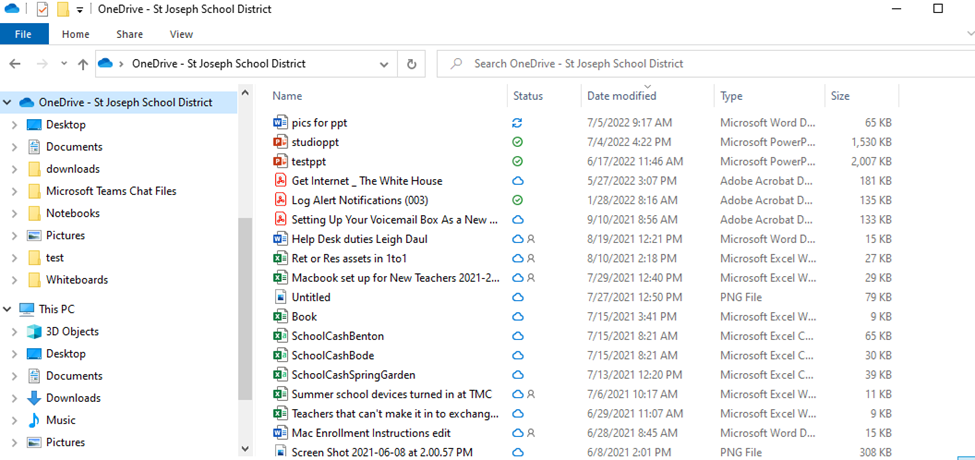 OneDrive - St Joseph School District
File Home Share View
OneDrive - St Joseph School District
Search OneDrive - St Joseph School District
OneDrive - St Joseph School District
Desktop
Documents
downloads
Microsoft Teams Chat Files
Notebooks
Pictures
test
Whiteboards
This PC
3D Objects
Desktop
Documents
Downloads
Music
Pictures
Name Status Date modified Type Size
pics for ppt 7/5/2022 9:17 AM Microsoft Word D... 65 KB
studioppt 7/4/2022 4:22 PM Microsoft PowerP... 1,530 KB
testppt 6/17/2022 11:46 AM Microsoft PowerP... 2,007 KB
Get Internet _ The White House 5/27/2022 3:07 PM Adobe Acrobat D... 181 KB
Log Alert Notifications (003) 1/28/2022 8:16 AM Adobe Acrobat D... 135 KB
Setting Up Your Voicemail Box As a New ... 9/10/2021 8:56 AM Adobe Acrobat D... 133 KB
Help Desk duties Leigh Daul 8/19/2021 12:21 PM Microsoft Word D... 15 KB
Ret or Res assets in 1to1 8/10/2021 2:18 PM Microsoft Excel W... 27 KB
Macbook set up for New Teachers 2021-2... 7/29/2021 12:40 PM Microsoft Excel W... 29 KB
Untitled 7/27/2021 12:50 PM PNG File 79 KB
Book 7/15/2021 3:41 PM Microsoft Excel W... 9 KB
SchoolCashBenton 7/15/2021 8:21 AM Microsoft Excel C... 65 KB
SchoolCashBode 7/15/2021 8:21 AM Microsoft Excel C... 30 KB
SchoolCashSpringGarden 7/13/2021 12:20 PM Microsoft Excel C... 39 KB
Summer school devices turned in at TMC 7/6/2021 10:17 AM Microsoft Excel W... 11 KB
Teachers that can't make it in to exchang... 6/29/2021 11:07 AM Microsoft Excel W... 9 KB
Mac Enrollment Instructions edit 6/28/2021 8:45 AM Microsoft Word D... 15 KB
Screen Shot 2021-06-08 at 2.00.57 PM 6/8/2021 2:01 PM PNG File 308 KB